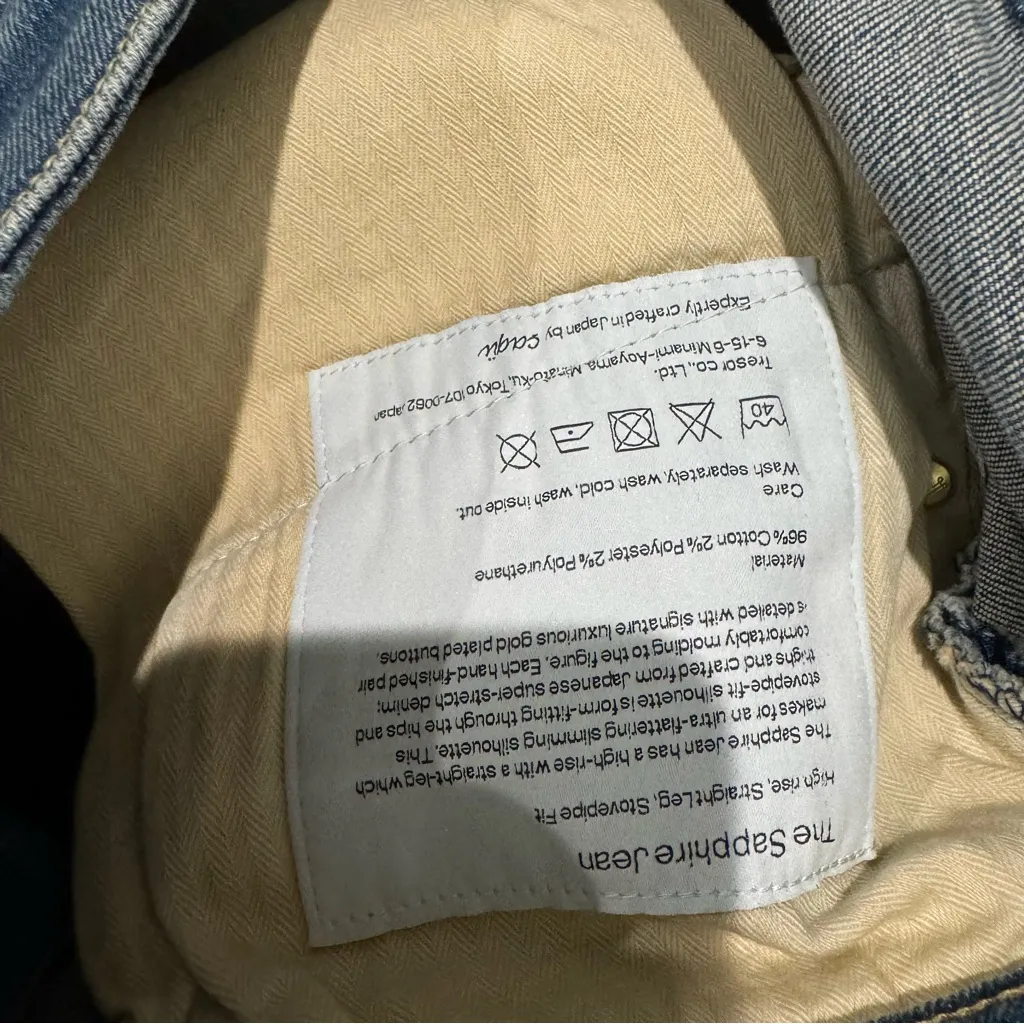 The Sapphire Jean
High rise, Straight Leg, Stovepipe Fit
The Sapphire Jean has a high-rise with a straight-leg which
makes for an ultra-flattering slimming silhouette. This
stovepipe-fit silhouette is form-fitting through the hips and
thighs and crafted from Japanese super-stretch denim;
comfortably molding to the figure. Each hand-finished pair
is detailed with signature luxurious gold plated buttons.
Material
96% Cotton 2% Polyester 2% Polyurethane
Care
Wash separately, wash cold, wash inside out.
40
Tresor co., Ltd.
6-15-6 Minami-Aoyama, Minato-Ku, Tokyo 107-0062 Japan
Expertly crafted in Japan by